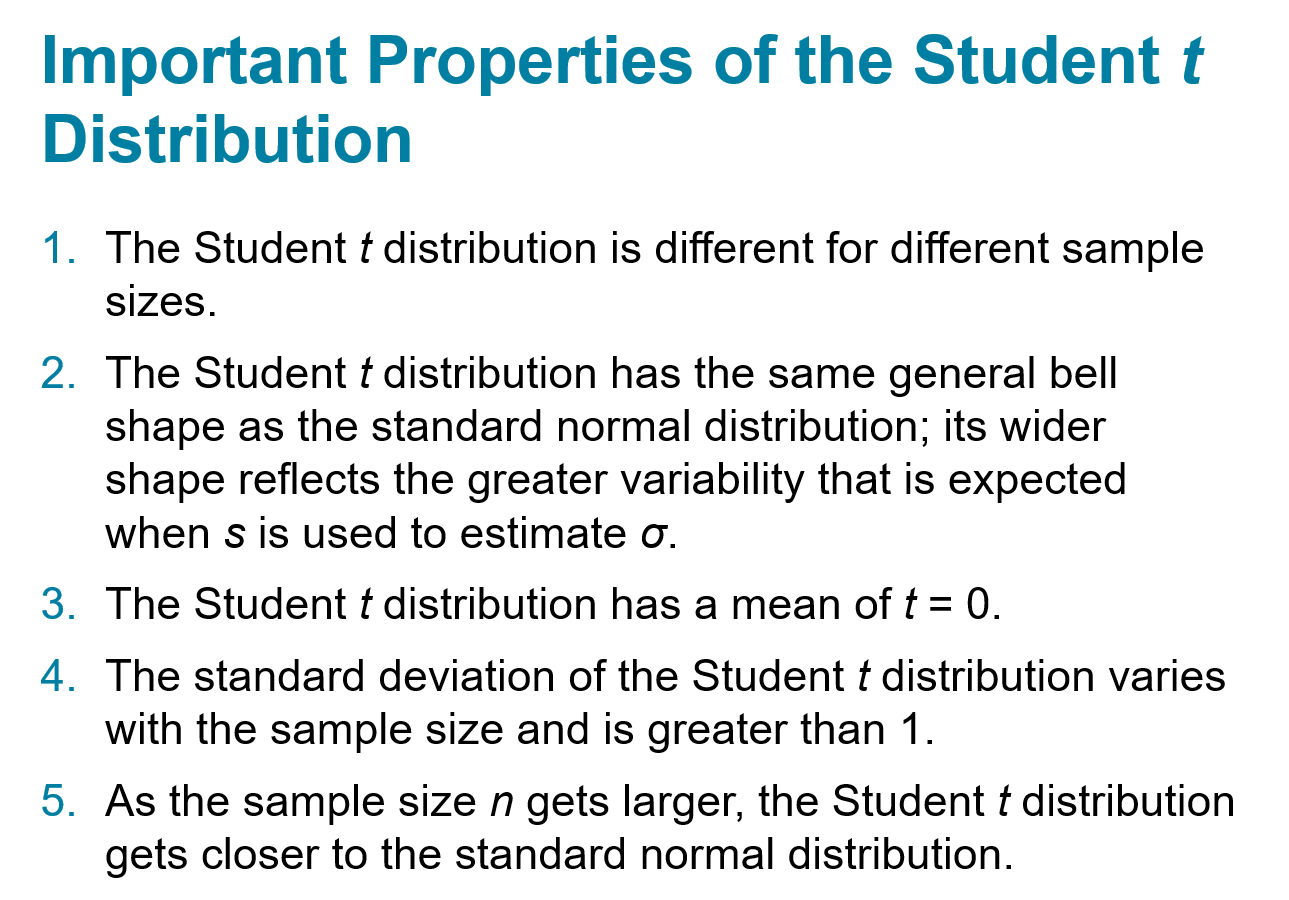 Important Properties of the Student t
Distribution
1. The Student t distribution is different for different sample
sizes.
2. The Student t distribution has the same general bell
shape as the standard normal distribution; its wider
shape reflects the greater variability that is expected
when s is used to estimate σ.
3. The Student t distribution has a mean of t = 0.
4. The standard deviation of the Student t distribution varies
with the sample size and is greater than 1.
5. As the sample size n gets larger, the Student t distribution
gets closer to the standard normal distribution.